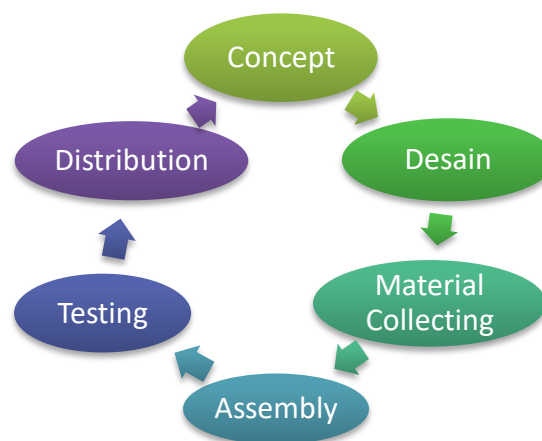 Concept
Desain
Material
Collecting
Assembly
Testing
Distribution